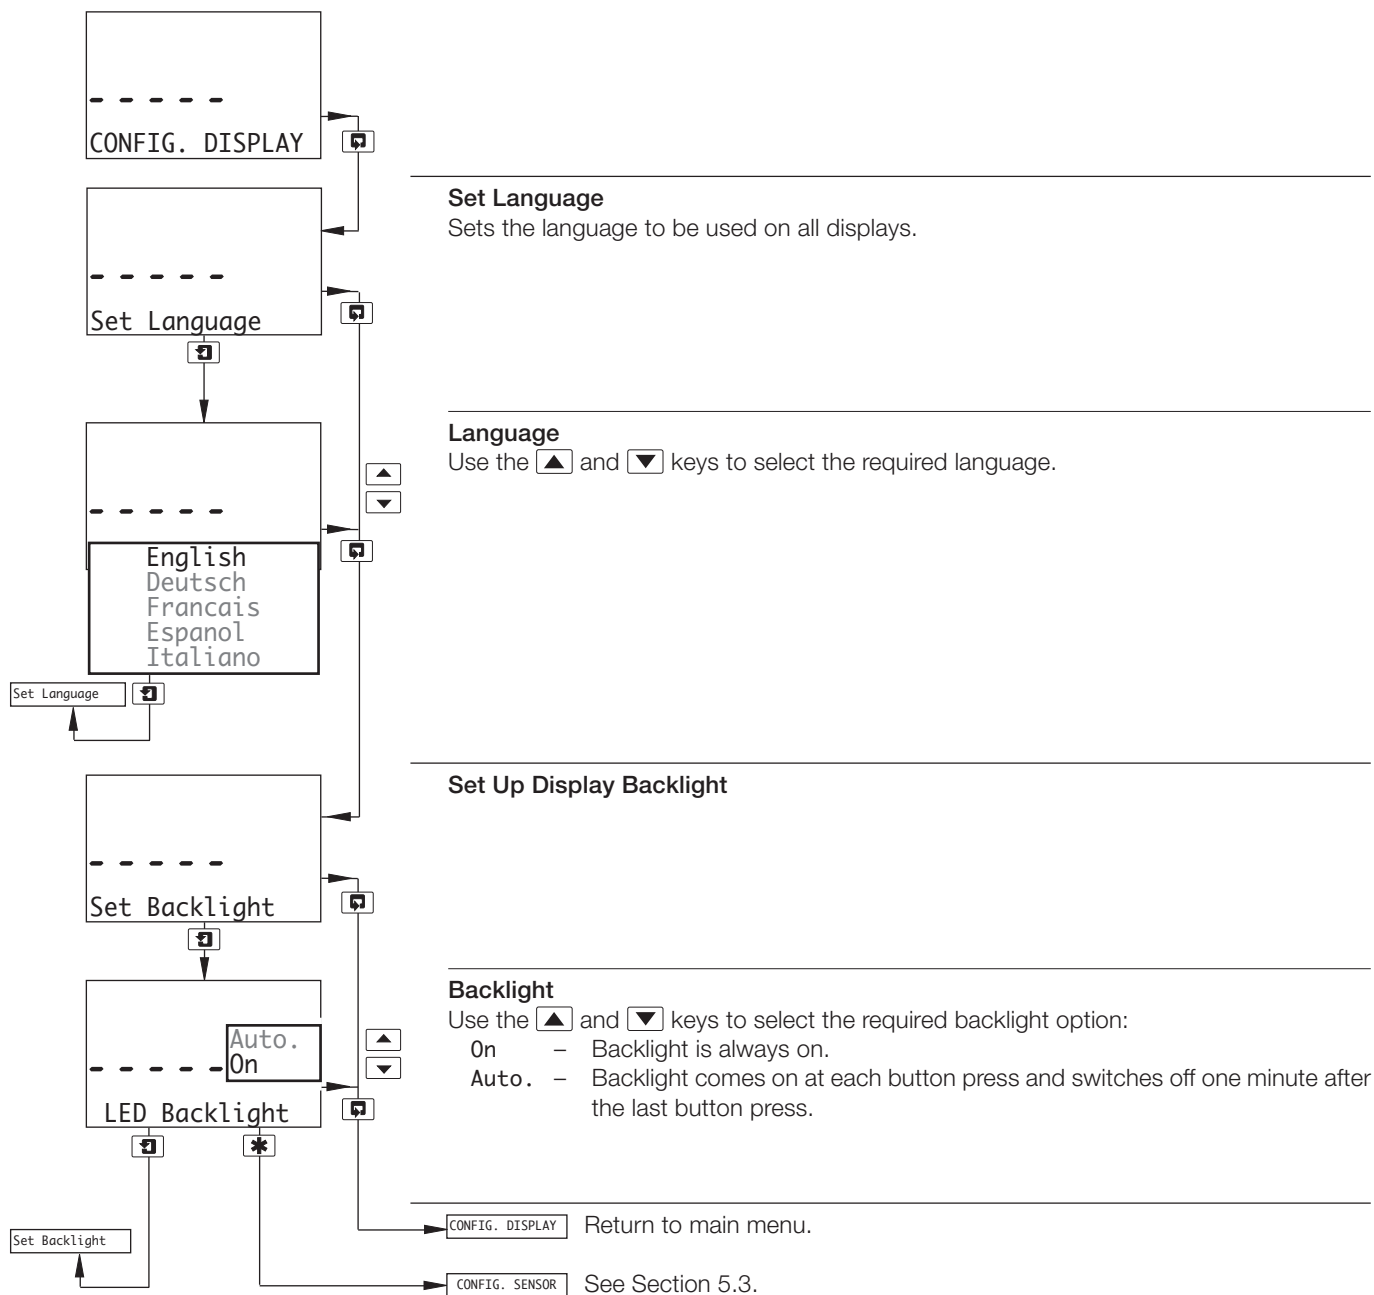 - - - - -
CONFIG. DISPLAY
Set Language
Sets the language to be used on all displays.
- - - - -
Set Language
Language
Use the ▲ and ▼ keys to select the required language.
- - - - -
English
Deutsch
Francais
Espanol
Italiano
Set Language
Set Up Display Backlight
- - - - -
Set Backlight
Backlight
Use the ▲ and ▼ keys to select the required backlight option:
On – Backlight is always on.
Auto. – Backlight comes on at each button press and switches off one minute after
the last button press.
Auto.
- - - - - On
LED Backlight
Set Backlight
CONFIG. DISPLAY Return to main menu.
CONFIG. SENSOR See Section 5.3.